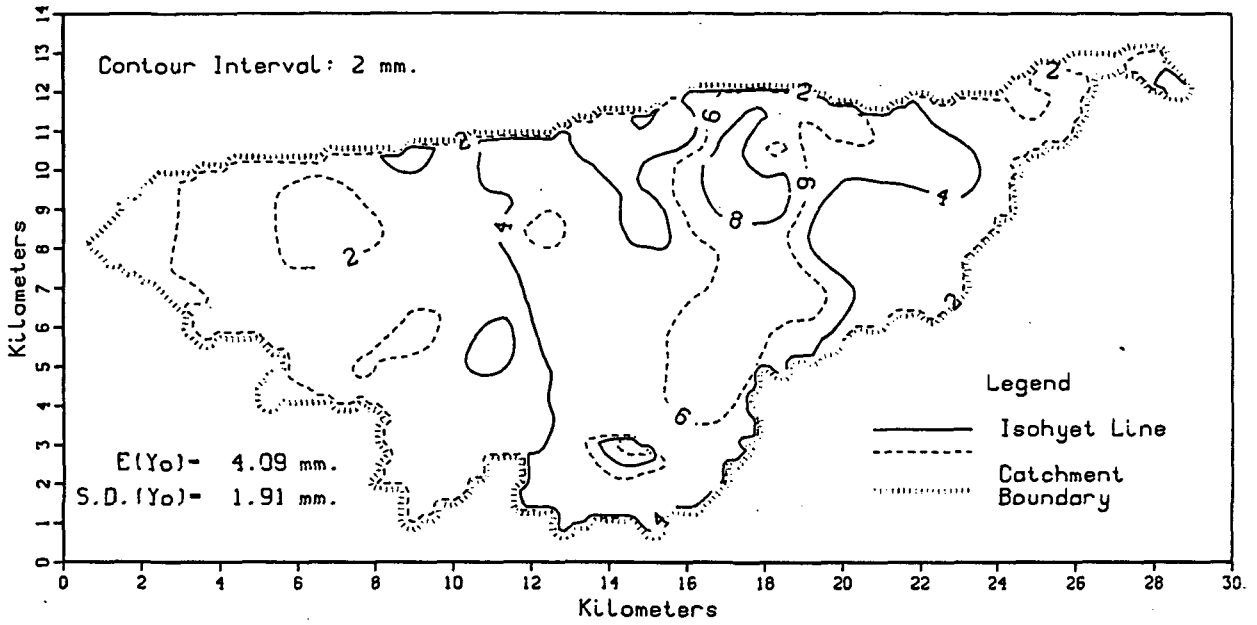 Contour Interval: 2 mm.
2
2
2
6
4
6
8
4
2
2
6
4
E(Yo)= 4.09 mm.
S.D.(Yo)= 1.91 mm.
Legend
Isohyet Line
Catchment
Boundary
Kilometers
14
13
12
11
10
9
8
7
6
5
4
3
2
1
0
0 2 4 6 8 10 12 14 16 18 20 22 24 26 28 30.
Kilometers